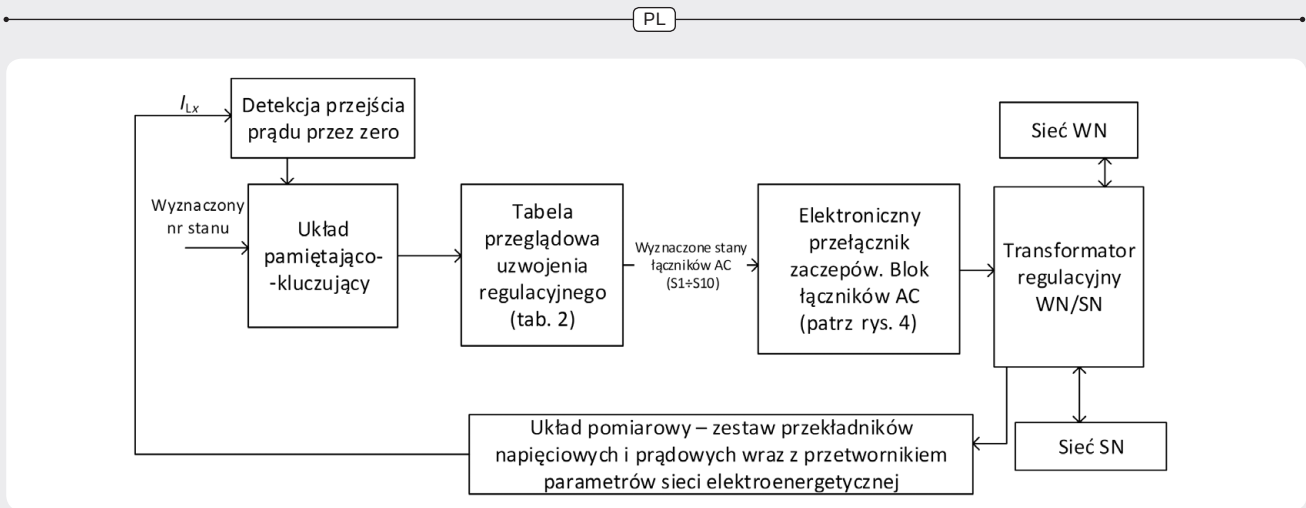 PL
I_Lx
Detekcja przejścia
prądu przez zero
Wyznaczony
nr stanu
Układ
pamiętająco-
-kluczujący
Tabela
przeglądowa
uzwojenia
regulacyjnego
(tab. 2)
Wyznaczone stany
łączników AC
(S1÷S10)
Elektroniczny
przełącznik
zaczepów. Blok
łączników AC
(patrz rys. 4)
Sieć WN
Transformator
regulacyjny
WN/SN
Sieć SN
Układ pomiarowy – zestaw przekładników
napięciowych i prądowych wraz z przetwornikiem
parametrów sieci elektroenergetycznej